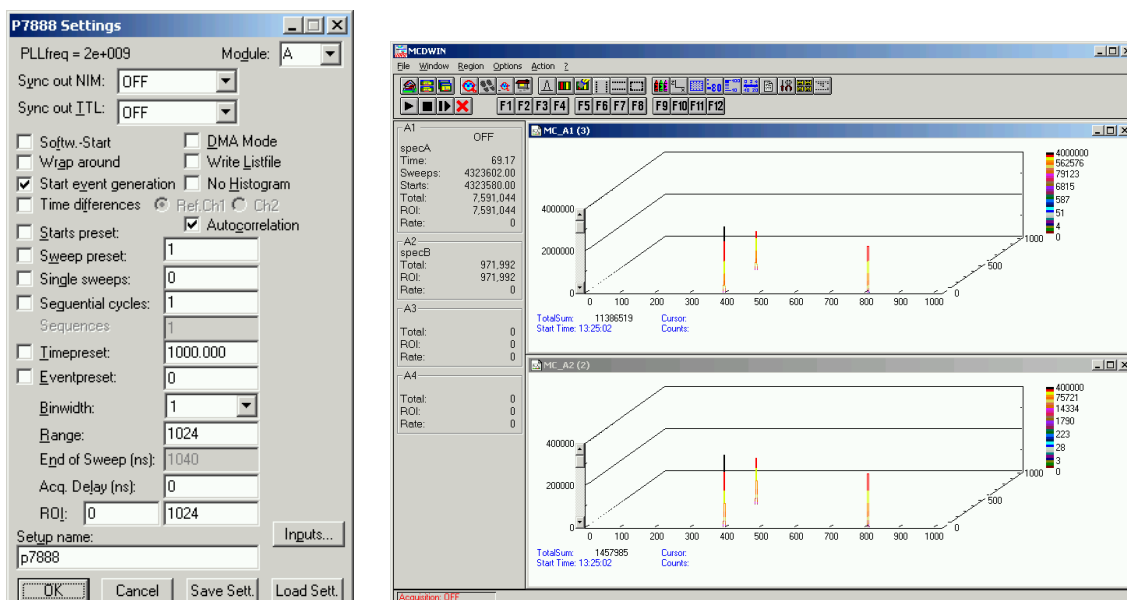 P7888 Settings
PLLfreq = 2e+009 Module: A
Sync out NIM: OFF
Sync out TTL: OFF
Softw.-Start DMA Mode
Wrap around Write Listfile
Start event generation No Histogram
Time differences Ref.Ch1 Ch2
Autocorrelation
Starts preset:
Sweep preset: 1
Single sweeps: 0
Sequential cycles: 1
Sequences 1
Timepreset: 1000.000
Eventpreset: 0
Binwidth: 1
Range: 1024
End of Sweep (ns): 1040
Acq. Delay (ns): 0
ROI: 0 1024
Setup name: Inputs...
p7888
OK Cancel Save Sett. Load Sett.
MCDWIN
File Window Region Options Action ?
F1 F2 F3 F4 F5 F6 F7 F8 F9 F10 F11 F12
A1
OFF
specA
Time: 69.17
Sweeps: 4323602.00
Starts: 4323580.00
Total: 7,591,044
ROI: 7,591,044
Rate: 0
A2
specB
Total: 971,992
ROI: 971,992
Rate: 0
A3
Total: 0
ROI: 0
Rate: 0
A4
Total: 0
ROI: 0
Rate: 0
MC_A1 (3)
4000000
562576
79123
6815
587
51
4
0
4000000
2000000
0
0 100 200 300 400 500 600 700 800 900 1000
0
500
1000
TotalSum: 11386519 Cursor:
Start Time: 13:25:02 Counts:
MC_A2 (2)
400000
75721
14334
1790
223
28
3
0
400000
200000
0
0 100 200 300 400 500 600 700 800 900 1000
0
500
1000
TotalSum: 1457985 Cursor:
Start Time: 13:25:02 Counts:
Acquisition: OFF